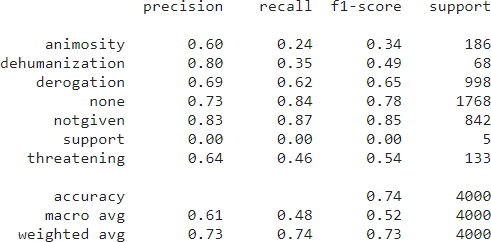 precision recall f1-score support
animosity 0.60 0.24 0.34 186
dehumanization 0.80 0.35 0.49 68
derogation 0.69 0.62 0.65 998
none 0.73 0.84 0.78 1768
notgiven 0.83 0.87 0.85 842
support 0.00 0.00 0.00 5
threatening 0.64 0.46 0.54 133
accuracy 0.74 4000
macro avg 0.61 0.48 0.52 4000
weighted avg 0.73 0.74 0.73 4000